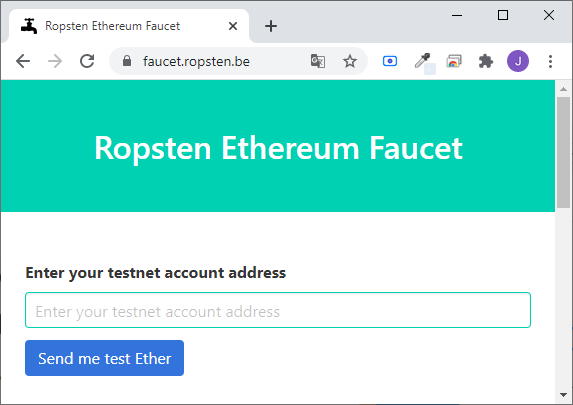 Ropsten Ethereum Faucet
faucet.ropsten.be
J
Ropsten Ethereum Faucet
Enter your testnet account address
Enter your testnet account address
Send me test Ether